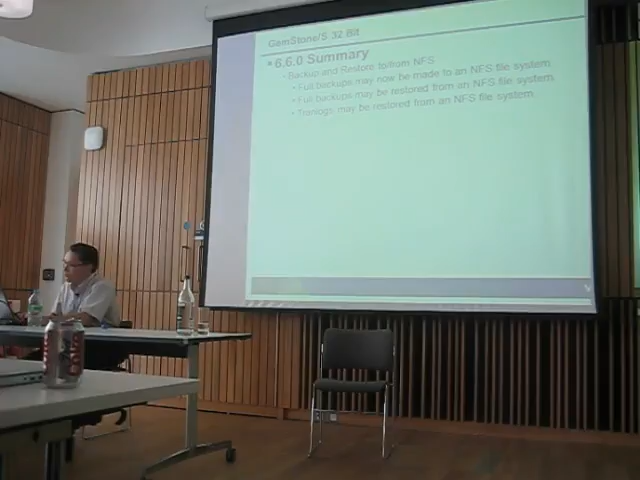 GemStone/S 32 Bit
6.6.0 Summary
Backup and Restore to/from NFS
Full backups may now be made to an NFS file system
Full backups may be restored from an NFS file system
Tranlogs may be restored from an NFS file system